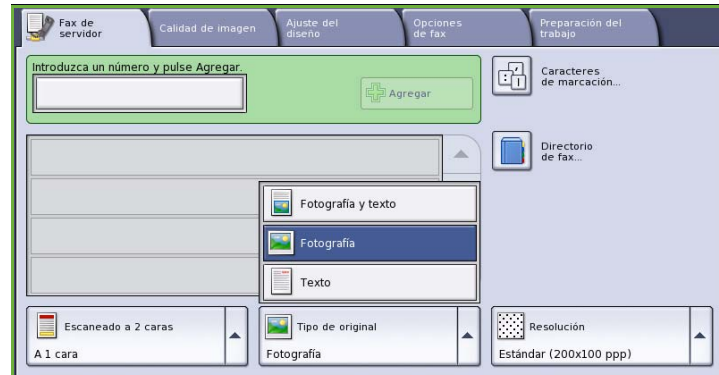 Fax de
servidor
Calidad de imagen
Ajuste del
diseño
Opciones
de fax
Preparación del
trabajo
Introduzca un número y pulse Agregar.
Agregar
Caracteres
de marcación...
Directorio
de fax...
Fotografía y texto
Fotografía
Texto
Escaneado a 2 caras
A 1 cara
Tipo de original
Fotografía
Resolución
Estándar (200x100 ppp)